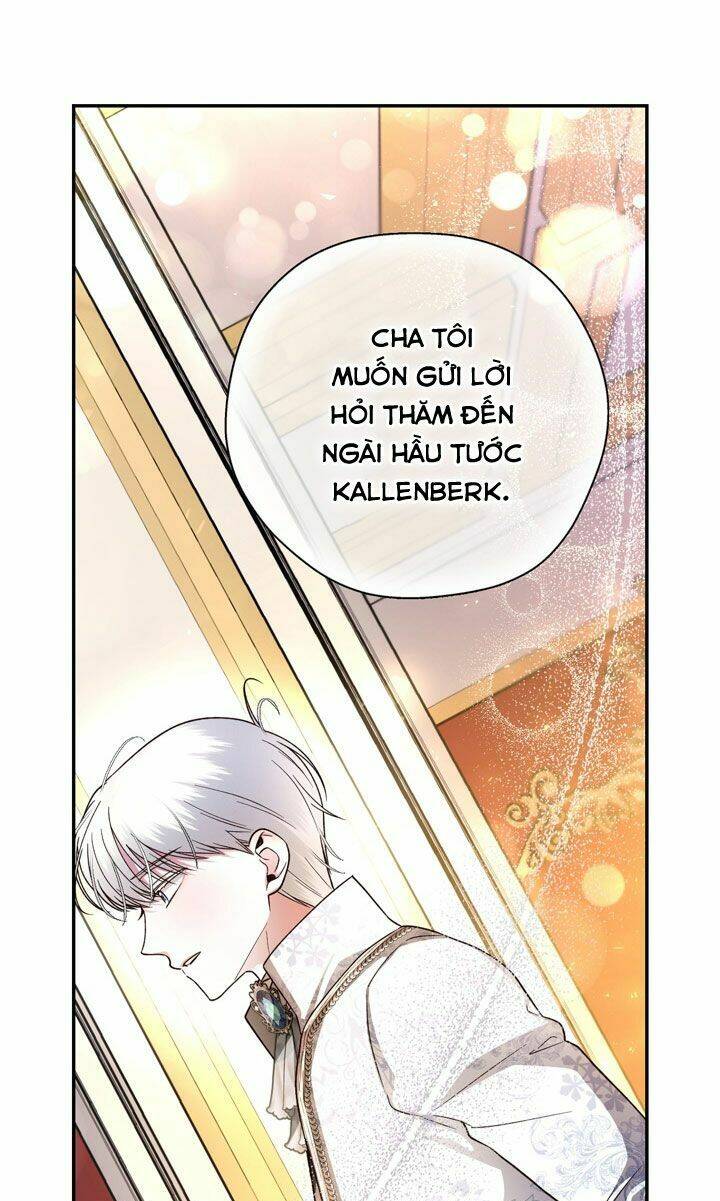 CHA TÔI
MUỐN GỬI LỜI
HỎI THĂM ĐẾN
NGÀI HẦU TƯỚC
KALLENBERK.